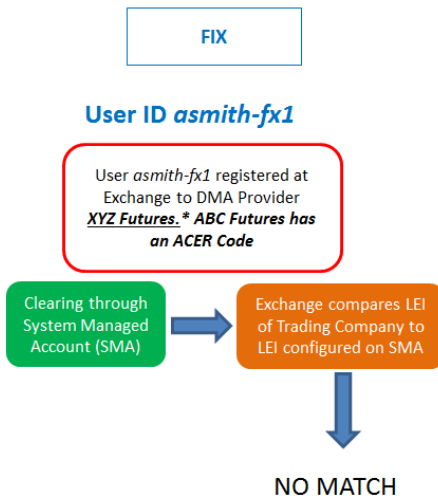 FIX
User ID asmith-fx1
User asmith-fx1 registered at
Exchange to DMA Provider
XYZ Futures.* ABC Futures has
an ACER Code
Clearing through
System Managed
Account (SMA)
Exchange compares LEI
of Trading Company to
LEI configured on SMA
NO MATCH